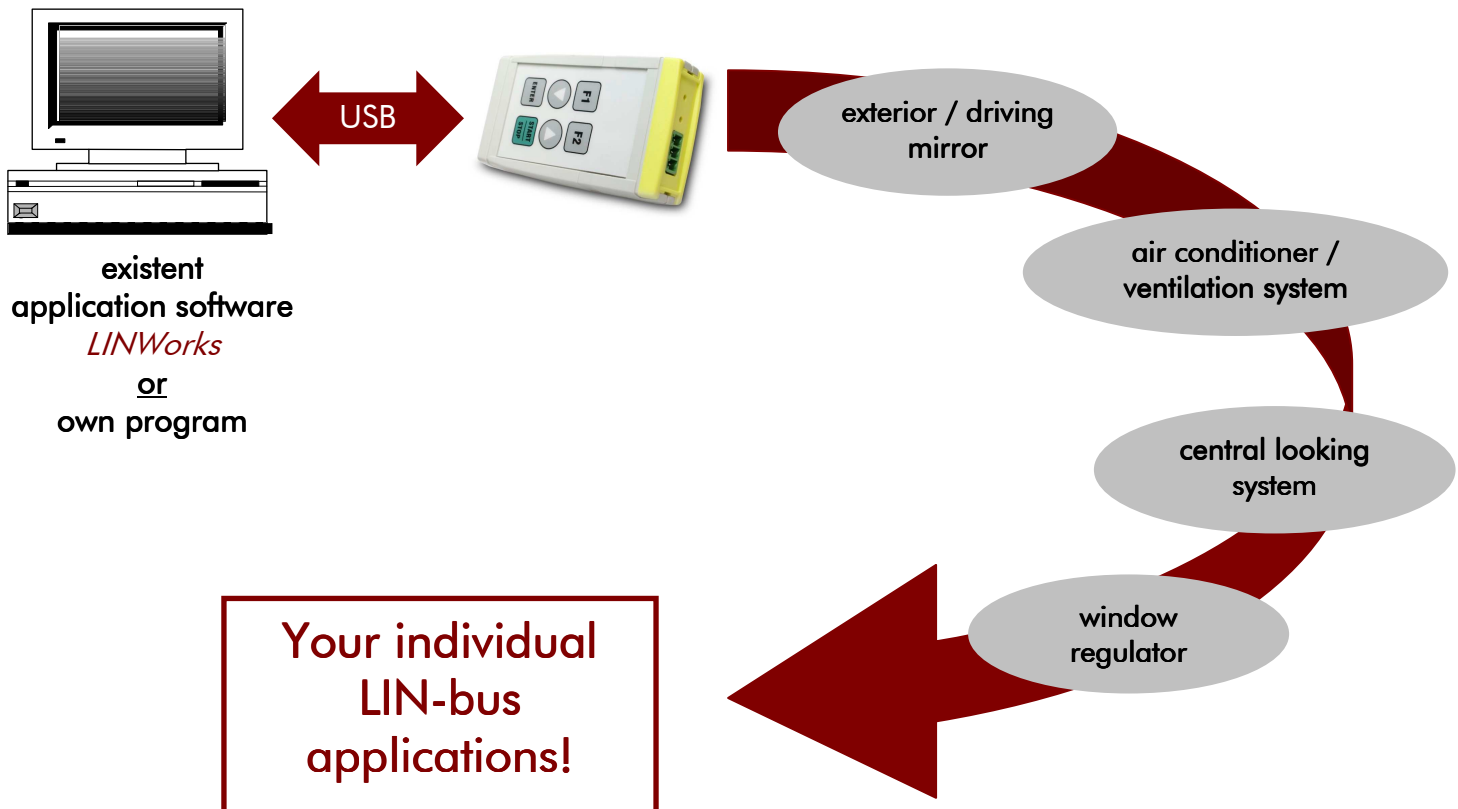 existent
application software
LINWorks
or
own program
USB
ENTER
F1
START
STOP
F2
exterior / driving
mirror
air conditioner /
ventilation system
central looking
system
window
regulator
Your individual
LIN-bus
applications!